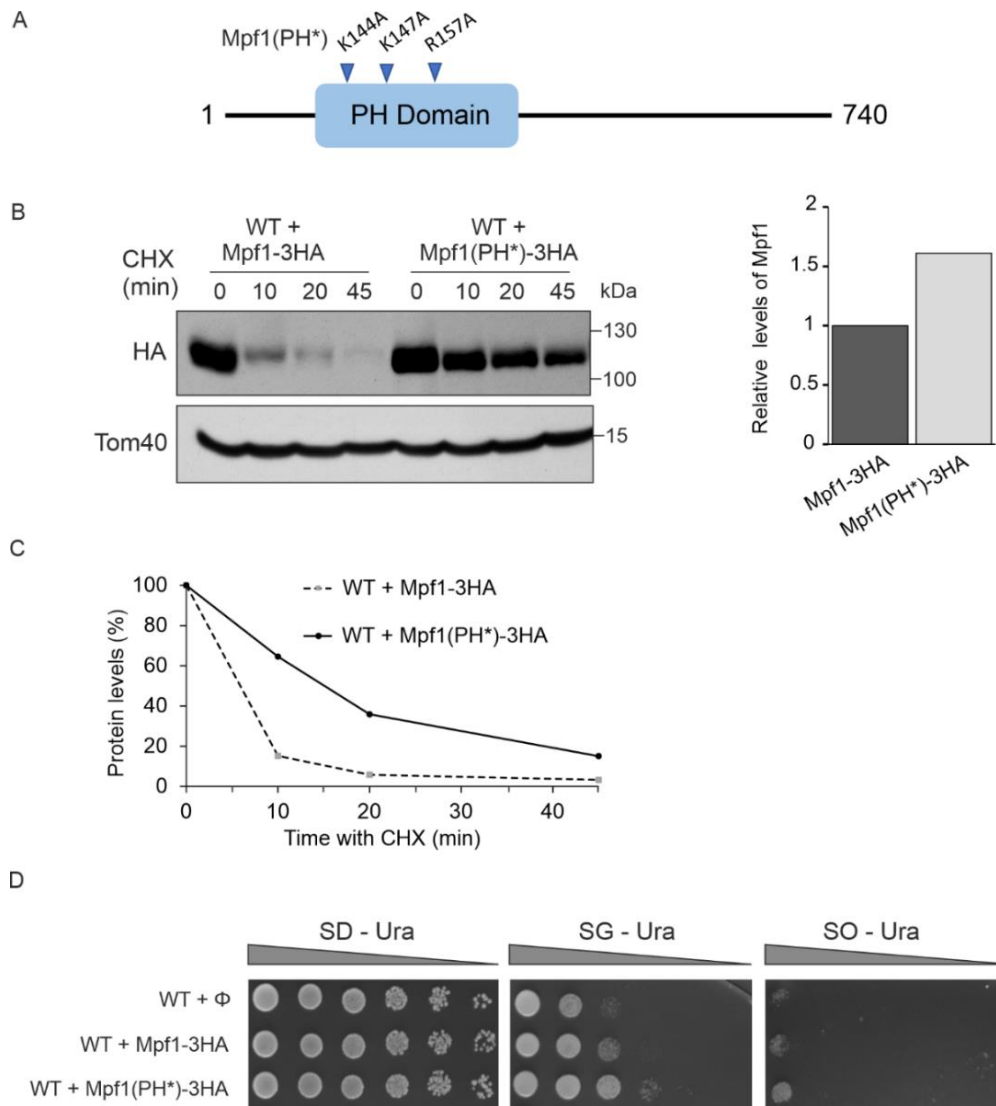 A
Mpf1(PH*) K144A K147A R157A
1 PH Domain 740
B
WT + Mpf1-3HA
WT + Mpf1(PH*)-3HA
CHX (min) 0 10 20 45 0 10 20 45 kDa
HA
130
100
Tom40
15
Relative levels of Mpf1
2
1.5
1
0.5
0
Mpf1-3HA
Mpf1(PH*)-3HA
C
Protein levels (%)
100
80
60
40
20
0
WT + Mpf1-3HA
WT + Mpf1(PH*)-3HA
0 10 20 30 40
Time with CHX (min)
D
SD - Ura SG - Ura SO - Ura
WT + Φ
WT + Mpf1-3HA
WT + Mpf1(PH*)-3HA